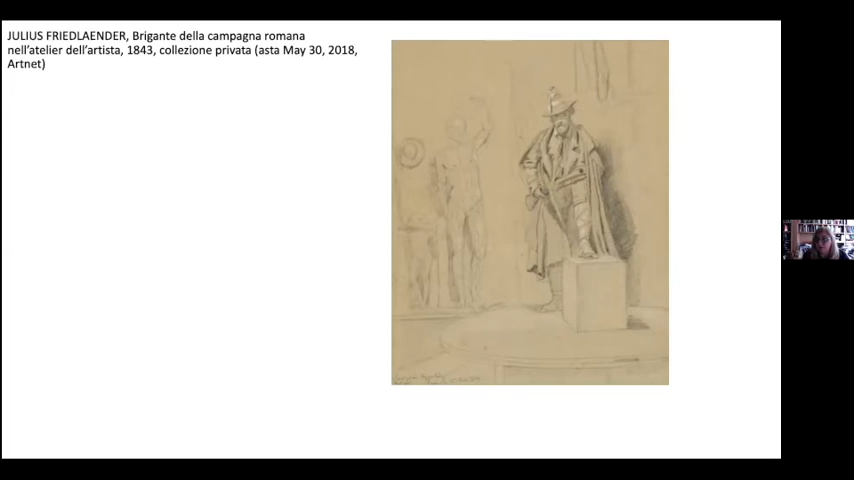 JULIUS FRIEDLAENDER, Brigante della campagna romana
nell'atelier dell'artista, 1843, collezione privata (asta May 30, 2018,
Artnet)